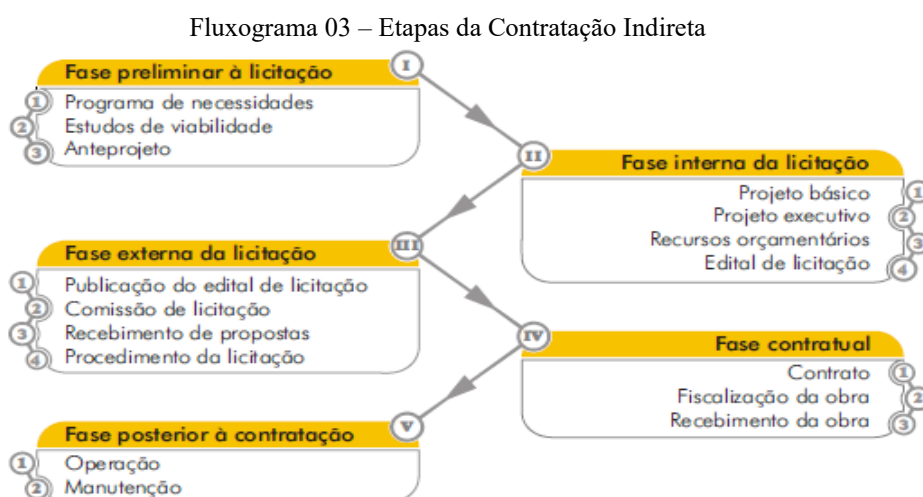 Fluxograma 03 – Etapas da Contratação Indireta
I
Fase preliminar à licitação
1 Programa de necessidades
2 Estudos de viabilidade
3 Anteprojeto
II
Fase interna da licitação
Projeto básico 1
Projeto executivo 2
Recursos orçamentários 3
Edital de licitação 4
III
Fase externa da licitação
1 Publicação do edital de licitação
2 Comissão de licitação
3 Recebimento de propostas
4 Procedimento da licitação
IV
Fase contratual
Contrato 1
Fiscalização da obra 2
Recebimento da obra 3
V
Fase posterior à contratação
1 Operação
2 Manutenção